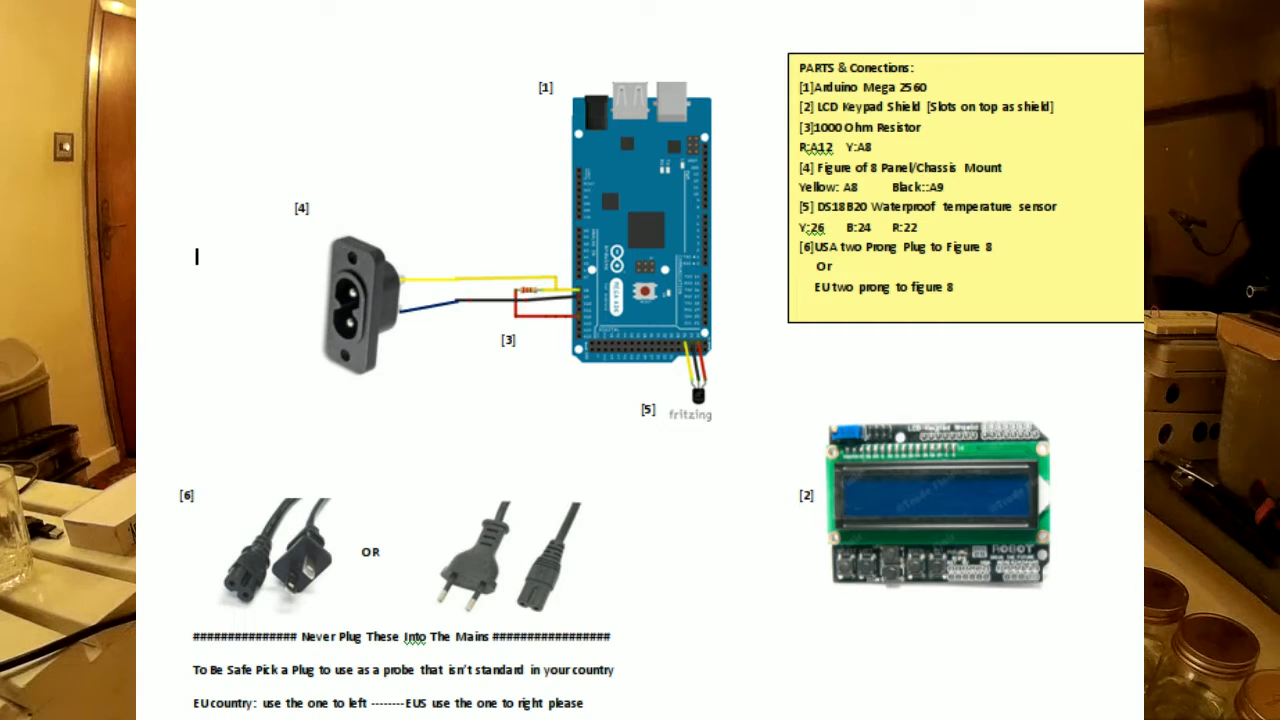 [1]
PARTS & Conections:
[1]Arduino Mega 2560
[2] LCD Keypad Shield [Slots on top as shield]
[3]1000 Ohm Resistor
R:A12 Y:A8
[4] Figure of 8 Panel/Chassis Mount
Yellow: A8 Black::A9
[5] DS18B20 Waterproof temperature sensor
Y:26 B:24 R:22
[6]USA two Prong Plug to Figure 8
Or
EU two prong to figure 8
[4]
MEGA
[3]
[5]
fritzing
LCD Keypad Shield
[2]
ROBOT
[6]
OR
############### Never Plug These Into The Mains #################
To Be Safe Pick a Plug to use as a probe that isn't standard in your country
EU country: use the one to left --------EUS use the one to right please